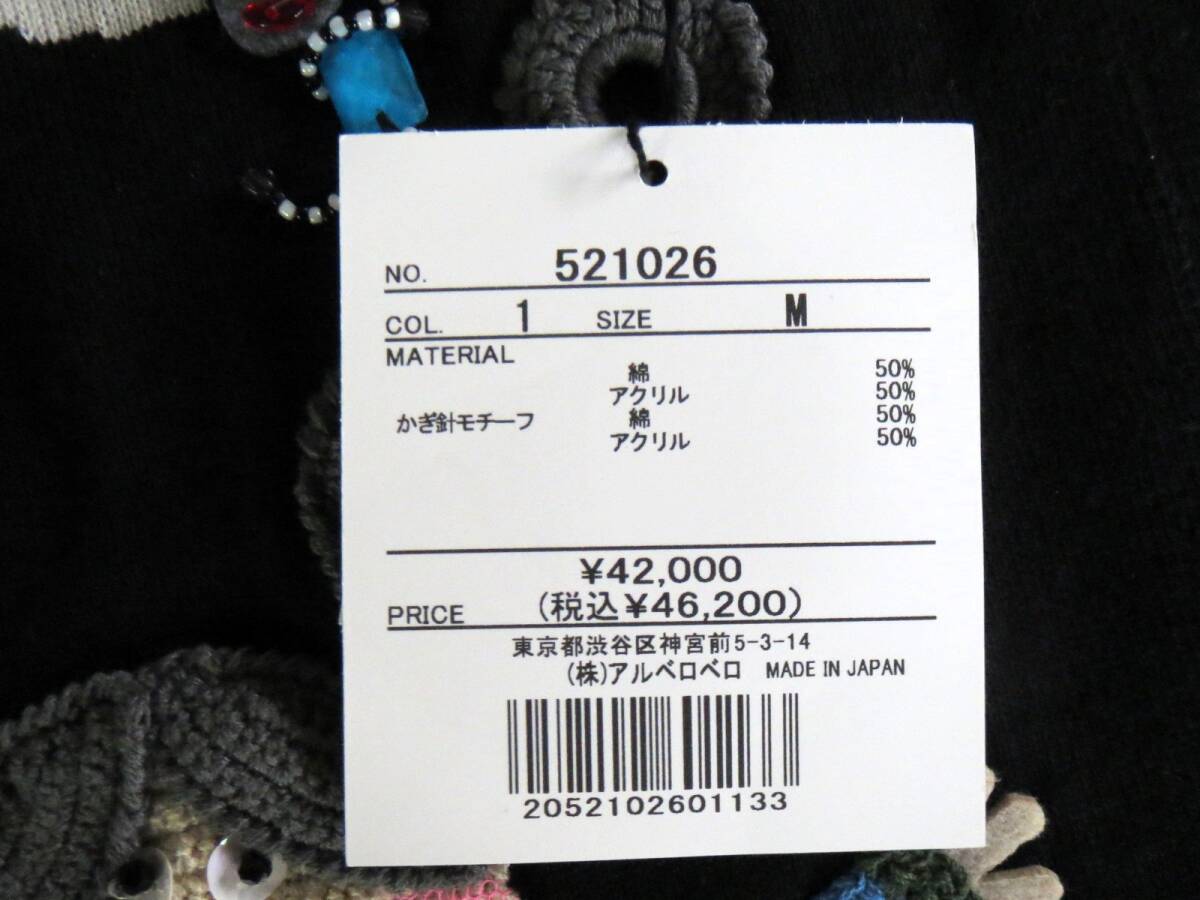 NO. 521026
COL. 1 SIZE M
MATERIAL
綿 50%
アクリル 50%
かぎ針モチーフ 綿 50%
アクリル 50%
¥42,000
PRICE (税込¥46,200)
東京都渋谷区神宮前5-3-14
(株)アルベロベロ MADE IN JAPAN
2052102601133